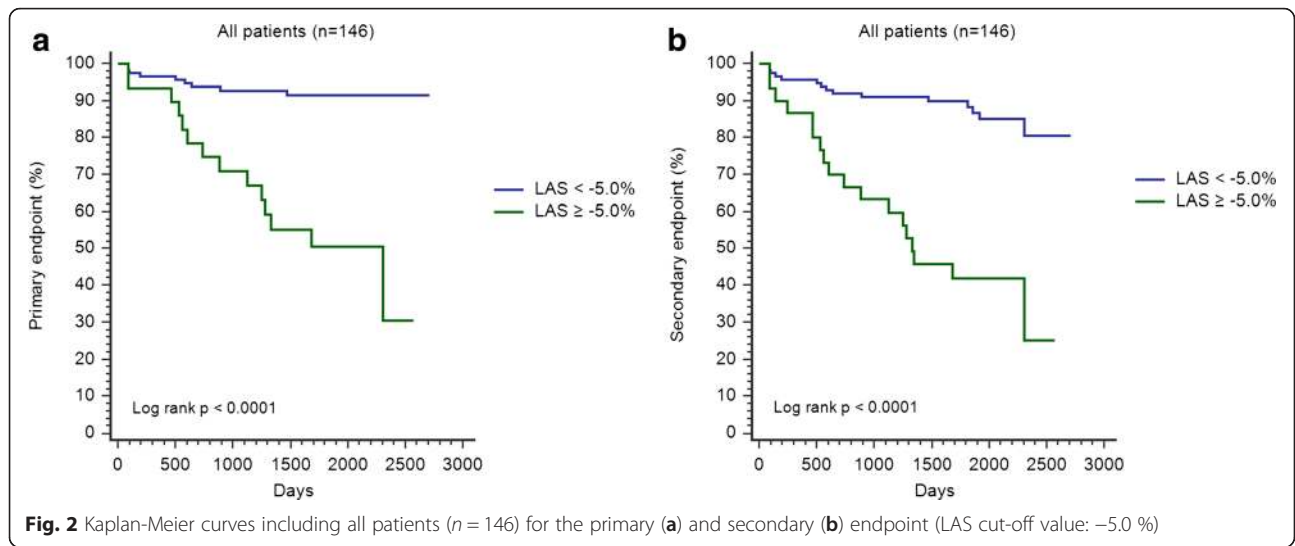 a
All patients (n=146)
Primary endpoint (%)
100
90
80
70
60
50
40
30
20
10
0
Log rank p < 0.0001
0 500 1000 1500 2000 2500 3000
Days
LAS < -5.0%
LAS ≥ -5.0%
b
All patients (n=146)
Secondary endpoint (%)
100
90
80
70
60
50
40
30
20
10
0
Log rank p < 0.0001
0 500 1000 1500 2000 2500 3000
Days
LAS < -5.0%
LAS ≥ -5.0%
Fig. 2 Kaplan-Meier curves including all patients (n = 146) for the primary (a) and secondary (b) endpoint (LAS cut-off value: −5.0 %)